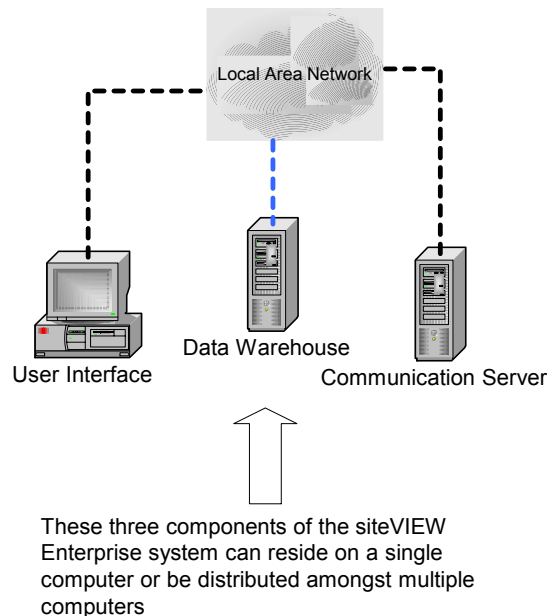 Local Area Network
Data Warehouse
User Interface
Communication Server
These three components of the siteVIEW
Enterprise system can reside on a single
computer or be distributed amongst multiple
computers